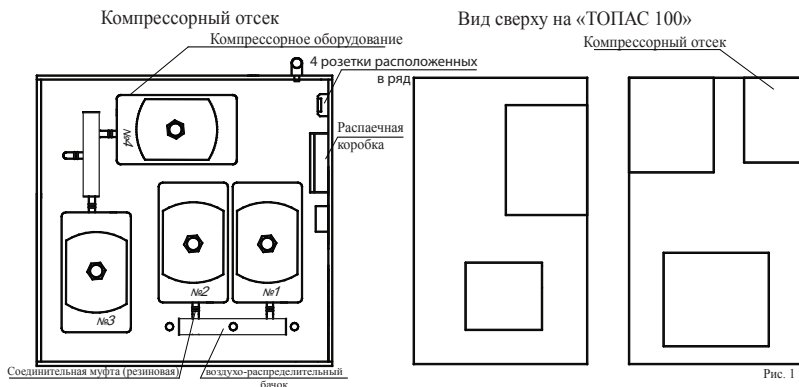 Компрессорный отсек
Компрессорное оборудование
4 розетки расположенных
в ряд
Распаечная
коробка
№4
№3
№2
№1
Соединительная муфта (резиновая)
воздухо-распределительный
бачок
Вид сверху на «ТОПАС 100»
Компрессорный отсек
Рис. 1